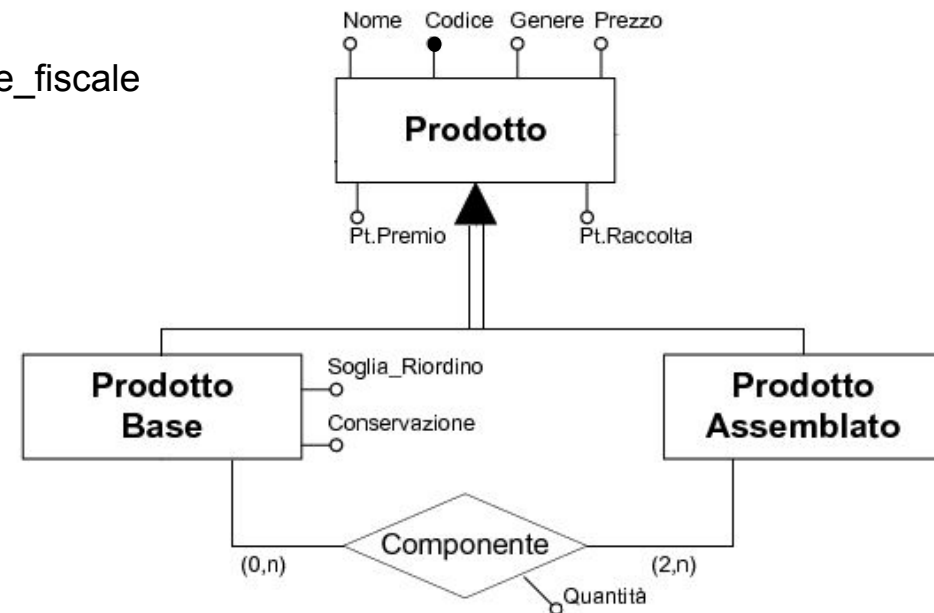 Nome Codice Genere Prezzo
e_fiscale
Prodotto
Pt.Premio Pt.Raccolta
Prodotto
Base
Soglia_Riordino
Conservazione
Prodotto
Assemblato
Componente
(0,n)
(2,n)
Quantità